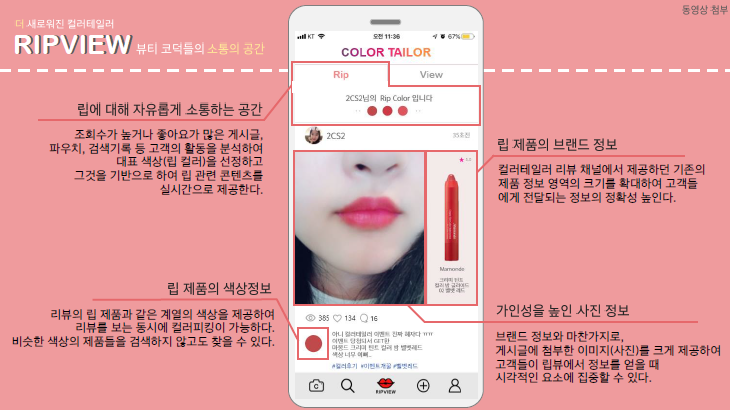 동영상 첨부
더 새로워진 컬러테일러
RIPVIEW 뷰티 코덕들의 소통의 공간
립에 대해 자유롭게 소통하는 공간
조회수가 높거나 좋아요가 많은 게시글,
파우치, 검색기록 등 고객의 활동을 분석하여
대표 색상(립 컬러)을 선정하고
그것을 기반으로 하여 립 관련 콘텐츠를
실시간으로 제공한다.
립 제품의 색상정보
리뷰의 립 제품과 같은 계열의 색상을 제공하여
리뷰를 보는 동시에 컬러피킹이 가능하다.
비슷한 색상의 제품들을 검색하지 않고도 찾을 수 있다.
KT 오전 11:36 67%
COLOR TAILOR
Rip View
2CS2님의 Rip Color 입니다
2CS2 35초전
Mamonde
크리미 틴트
컬러 밤 글라이드
02 벨벳 레드
385 134 16
아니 컬러테일러 이벤트 진짜 혜자다 ㅠㅠ
이벤트 당첨되서 GET한
마몽드 크리미 틴트 컬러 밤 벨벳레드
색상 너무 이뻐..
#컬러후기 #이벤트개꿀 #벨벳레드
RIPVIEW
립 제품의 브랜드 정보
컬러테일러 리뷰 채널에서 제공하던 기존의
제품 정보 영역의 크기를 확대하여 고객들
에게 전달되는 정보의 정확성 높인다.
가인성을 높인 사진 정보
브랜드 정보와 마찬가지로,
게시글에 첨부한 이미지(사진)를 크게 제공하여
고객들이 립뷰에서 정보를 얻을 때
시각적인 요소에 집중할 수 있다.